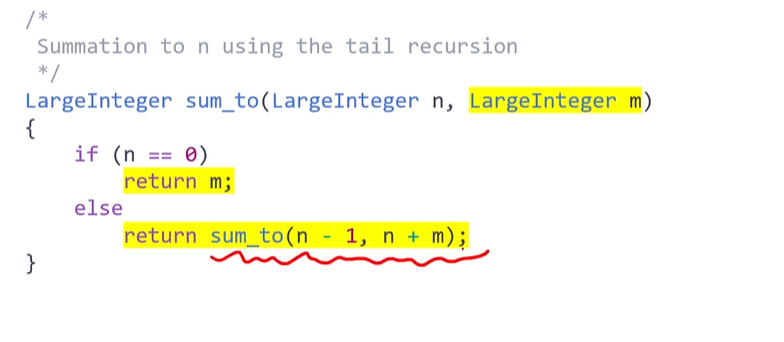 /*
Summation to n using the tail recursion
*/
LargeInteger sum_to(LargeInteger n, LargeInteger m)
{
if (n == 0)
return m;
else
return sum_to(n - 1, n + m);
}